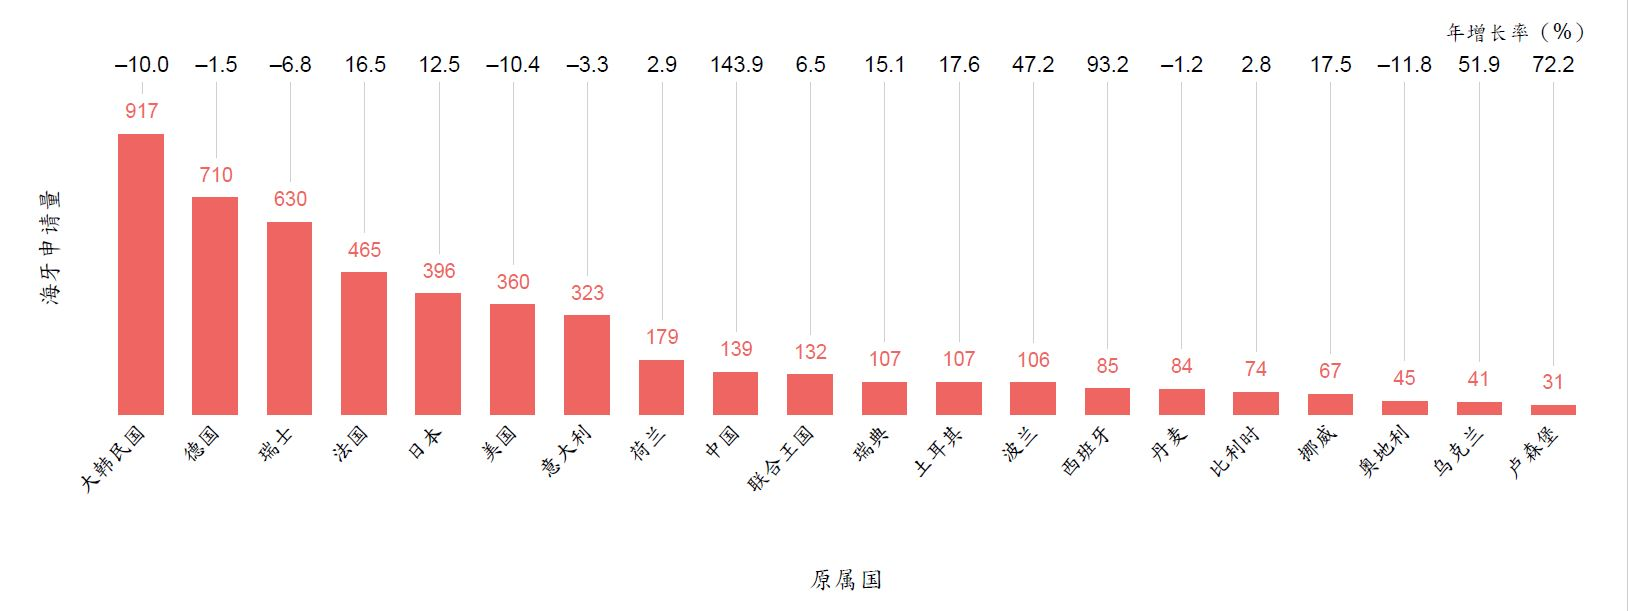 年增长率（%）
–10.0 –1.5 –6.8 16.5 12.5 –10.4 –3.3 2.9 143.9 6.5 15.1 17.6 47.2 93.2 –1.2 2.8 17.5 –11.8 51.9 72.2
917 710 630 465 396 360 323 179 139 132 107 107 106 85 84 74 67 45 41 31
海牙申请量
大韩民国 德国 瑞士 法国 日本 美国 意大利 荷兰 中国 联合王国 瑞典 土耳其 波兰 西班牙 丹麦 比利时 挪威 奥地利 乌克兰 卢森堡
原属国